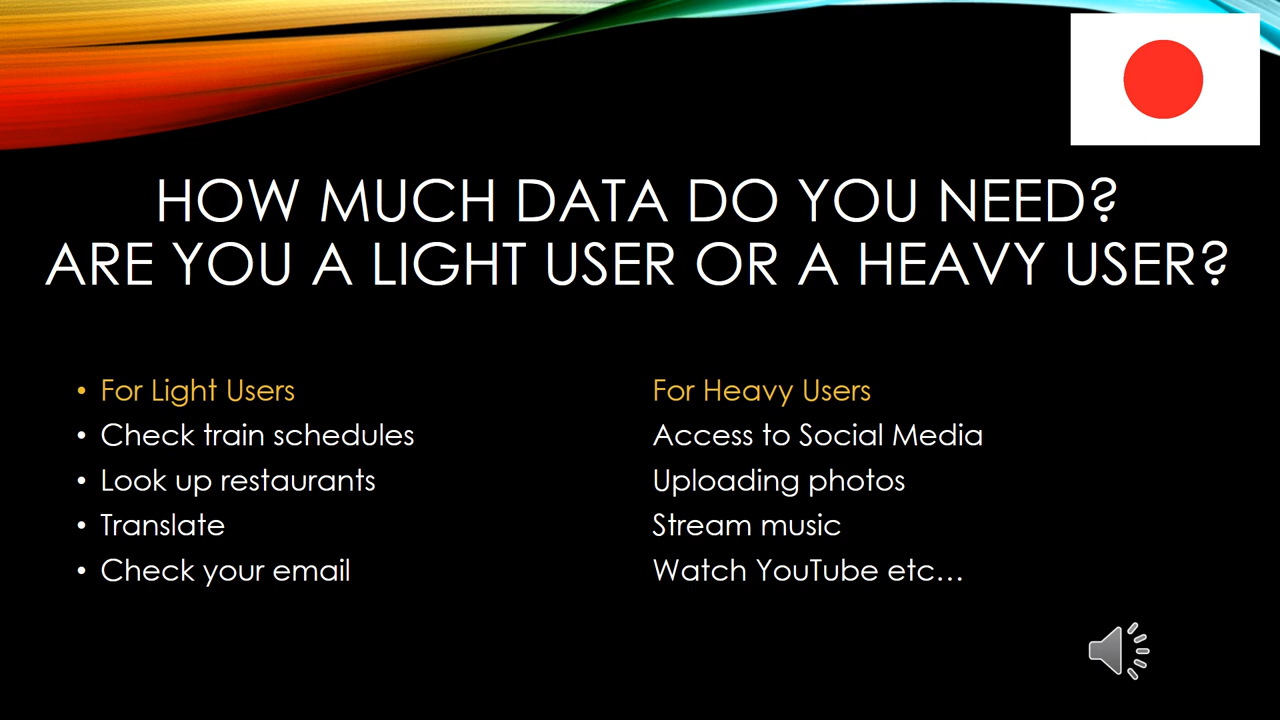 HOW MUCH DATA DO YOU NEED?
ARE YOU A LIGHT USER OR A HEAVY USER?
• For Light Users
• Check train schedules
• Look up restaurants
• Translate
• Check your email
For Heavy Users
Access to Social Media
Uploading photos
Stream music
Watch YouTube etc...